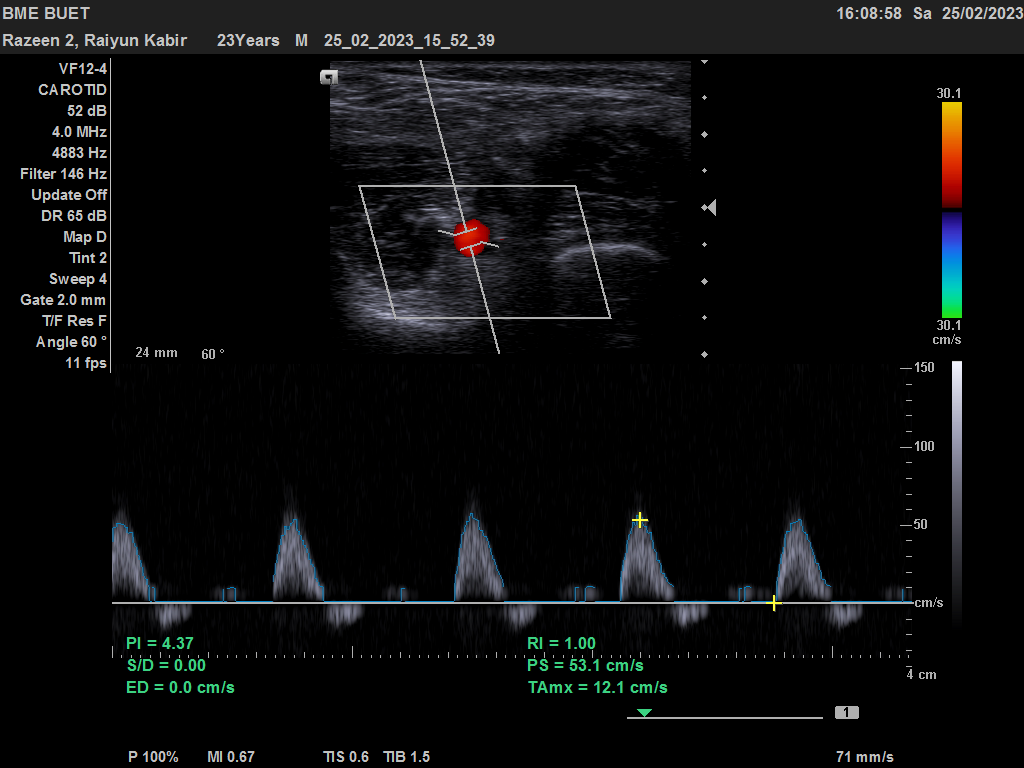 BME BUET 16:08:58 Sa 25/02/2023
Razeen 2, Raiyun Kabir 23Years M 25_02_2023_15_52_39
VF12-4
CAROTID
52 dB
4.0 MHz
4883 Hz
Filter 146 Hz
Update Off
DR 65 dB
Map D
Tint 2
Sweep 4
Gate 2.0 mm
T/F Res F
Angle 60 °
11 fps
24 mm 60 °
30.1
30.1
cm/s
150
100
50
cm/s
4 cm
PI = 4.37 RI = 1.00
S/D = 0.00 PS = 53.1 cm/s
ED = 0.0 cm/s TAmx = 12.1 cm/s
1
P 100% MI 0.67 TIS 0.6 TIB 1.5 71 mm/s